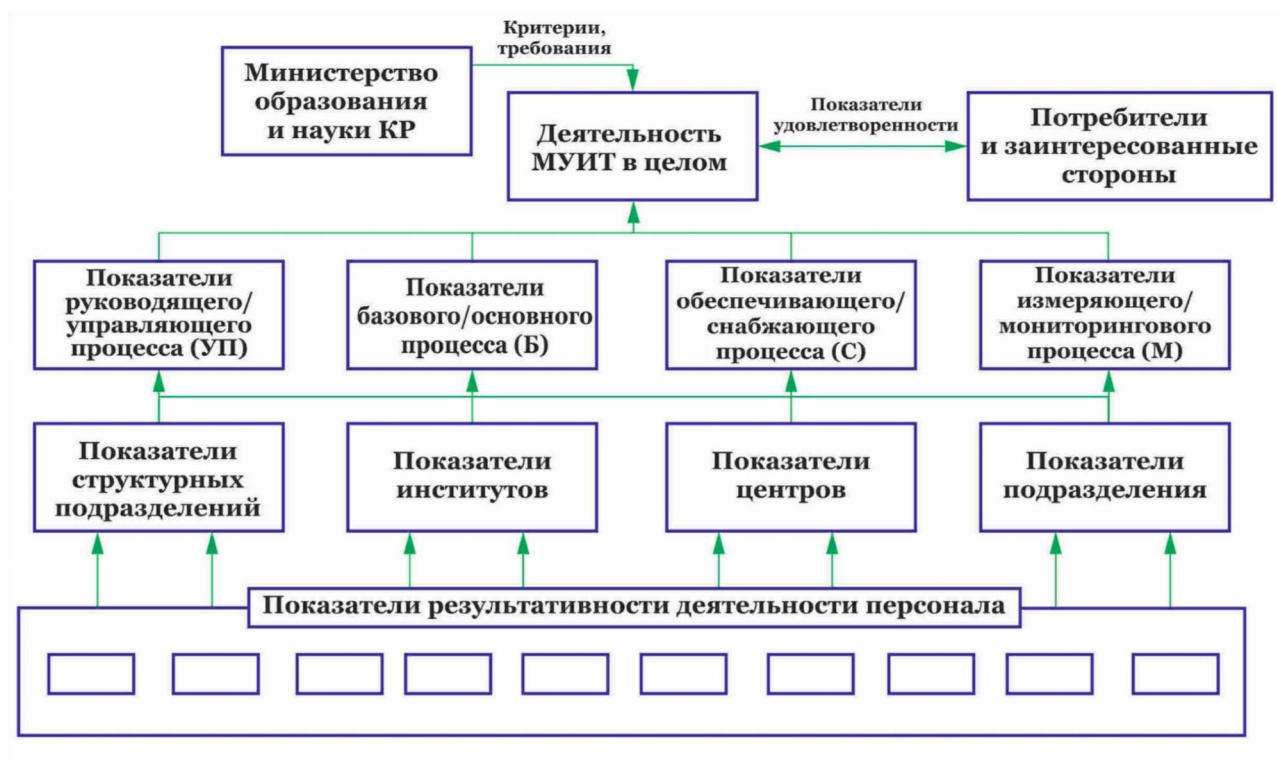 Критерии,
требования
Министерство
образования
и науки КР
Деятельность
МУИТ в целом
Показатели
удовлетворенности
Потребители
и заинтересованные
стороны
Показатели
руководящего/
управляющего
процесса (УП)
Показатели
базового/основного
процесса (Б)
Показатели
обеспечивающего/
снабжающего
процесса (С)
Показатели
измеряющего/
мониторингового
процесса (М)
Показатели
структурных
подразделений
Показатели
институтов
Показатели
центров
Показатели
подразделения
Показатели результативности деятельности персонала